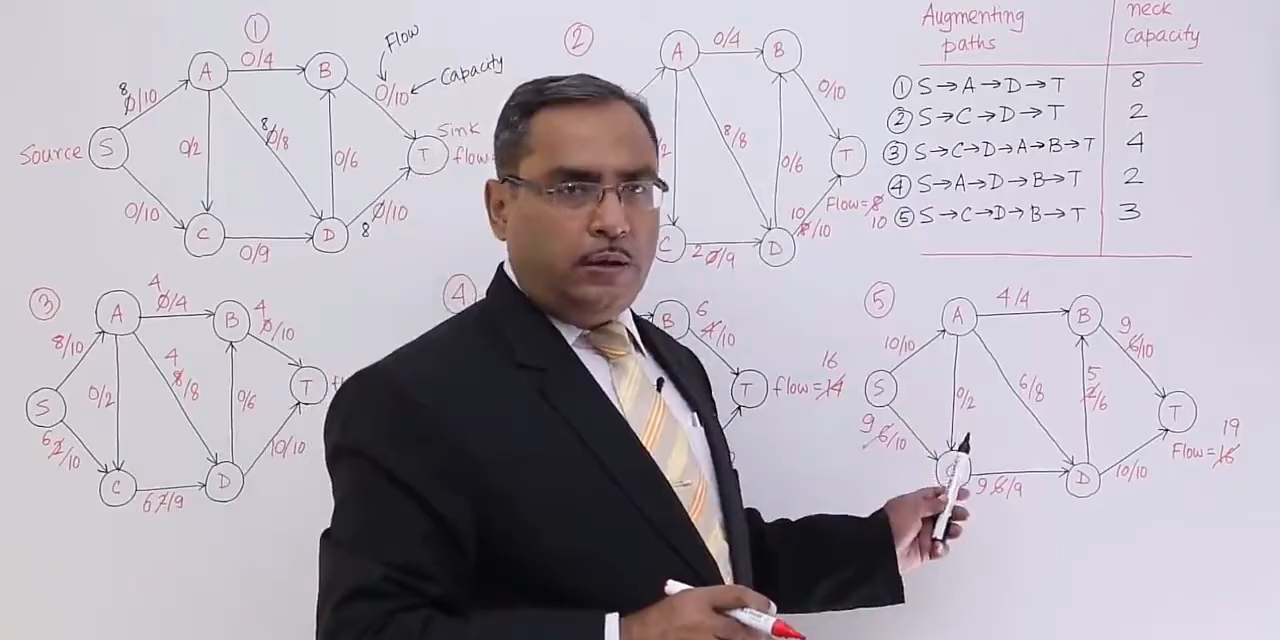 ①
A
0/4
B
Flow
0/10
Capacity
8 0/10
8 0/8
Source
S
0/2
0/6
T
Sink
flow=
0/10
0/10
8
C
0/9
D
②
A
0/4
B
0/10
8/8
0/6
T
Flow=8
10
10
8/10
C
2 0/9
D
Augmenting paths
neck capacity
① S→A→D→T 8
② S→C→D→T 2
③ S→C→D→A→B→T 4
④ S→A→D→B→T 2
⑤ S→C→D→B→T 3
③
A
4
0/4
B
4
0/10
8/10
4
8/8
0/2
0/6
S
T
6 2/10
10/10
C
6 2/9
D
④
B
6
4/10
T
16
flow=14
⑤
A
4/4
B
9
6/10
10/10
S
0/2
6/8
5
2/6
T
9 6/10
19
Flow=16
C
9 6/9
D
10/10